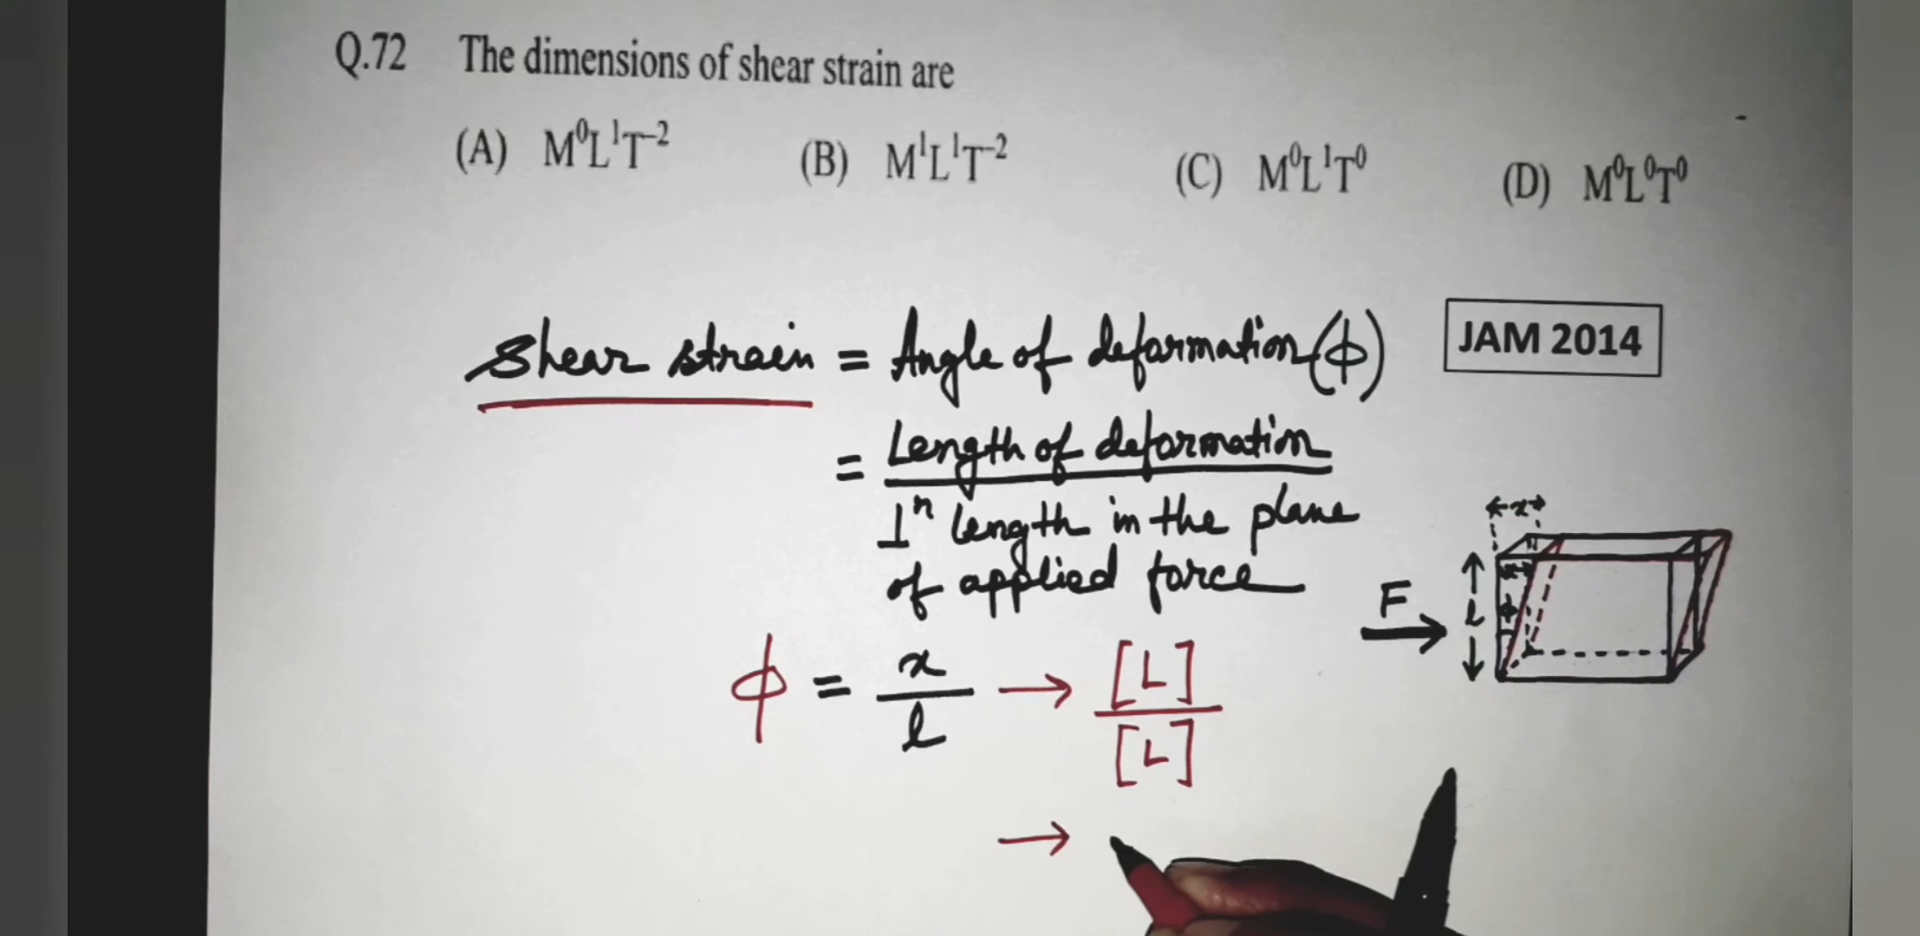 Q.72 The dimensions of shear strain are
(A) M⁰L¹T⁻² (B) M¹L¹T⁻² (C) M⁰L¹T⁰ (D) M⁰L⁰T⁰
JAM 2014
Shear strain = Angle of deformation (ϕ)
= Length of deformation
⊥ⁿ length in the plane
of applied force
x
x
F
l
ϕ
ϕ = x/l → [L]/[L]
→